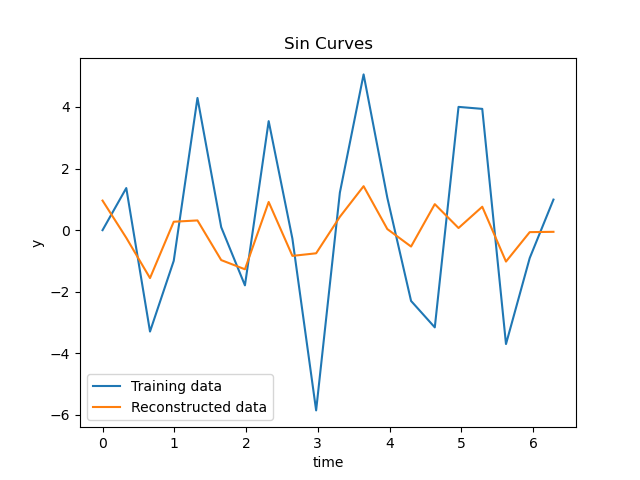 Sin Curves
y
4
2
0
−2
−4
−6
Training data
Reconstructed data
0 1 2 3 4 5 6
time